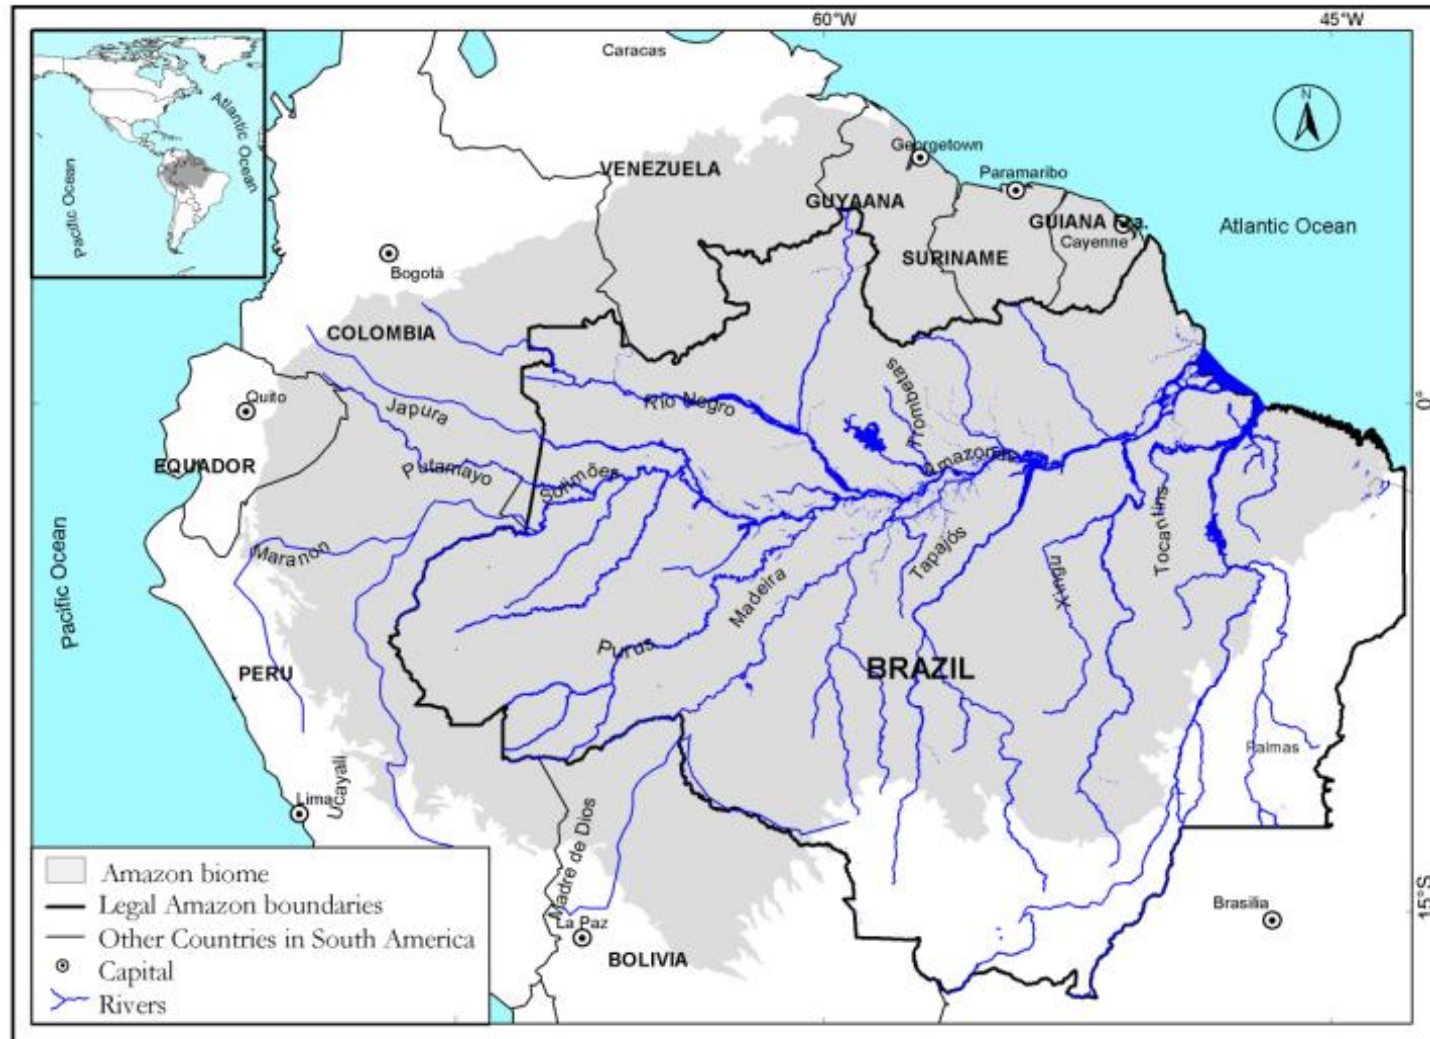 60°W
45°W
Caracas
Atlantic Ocean
Pacific Ocean
N
Georgetown
VENEZUELA
Paramaribo
GUYAANA
GUIANA Fra.
Atlantic Ocean
Cayenne
SURINAME
Bogotá
COLOMBIA
Quito
Japura
Rio Negro
Trombetas
0°
EQUADOR
Putamayo
Solimões
Amazonas
Tocantins
Maranon
Pacific Ocean
Madeira
Tapajós
Xingu
Purus
BRAZIL
PERU
Palmas
Ucayali
Lima
Madre de Dios
15°S
Brasilia
La Paz
BOLIVIA
Amazon biome
Legal Amazon boundaries
Other Countries in South America
Capital
Rivers